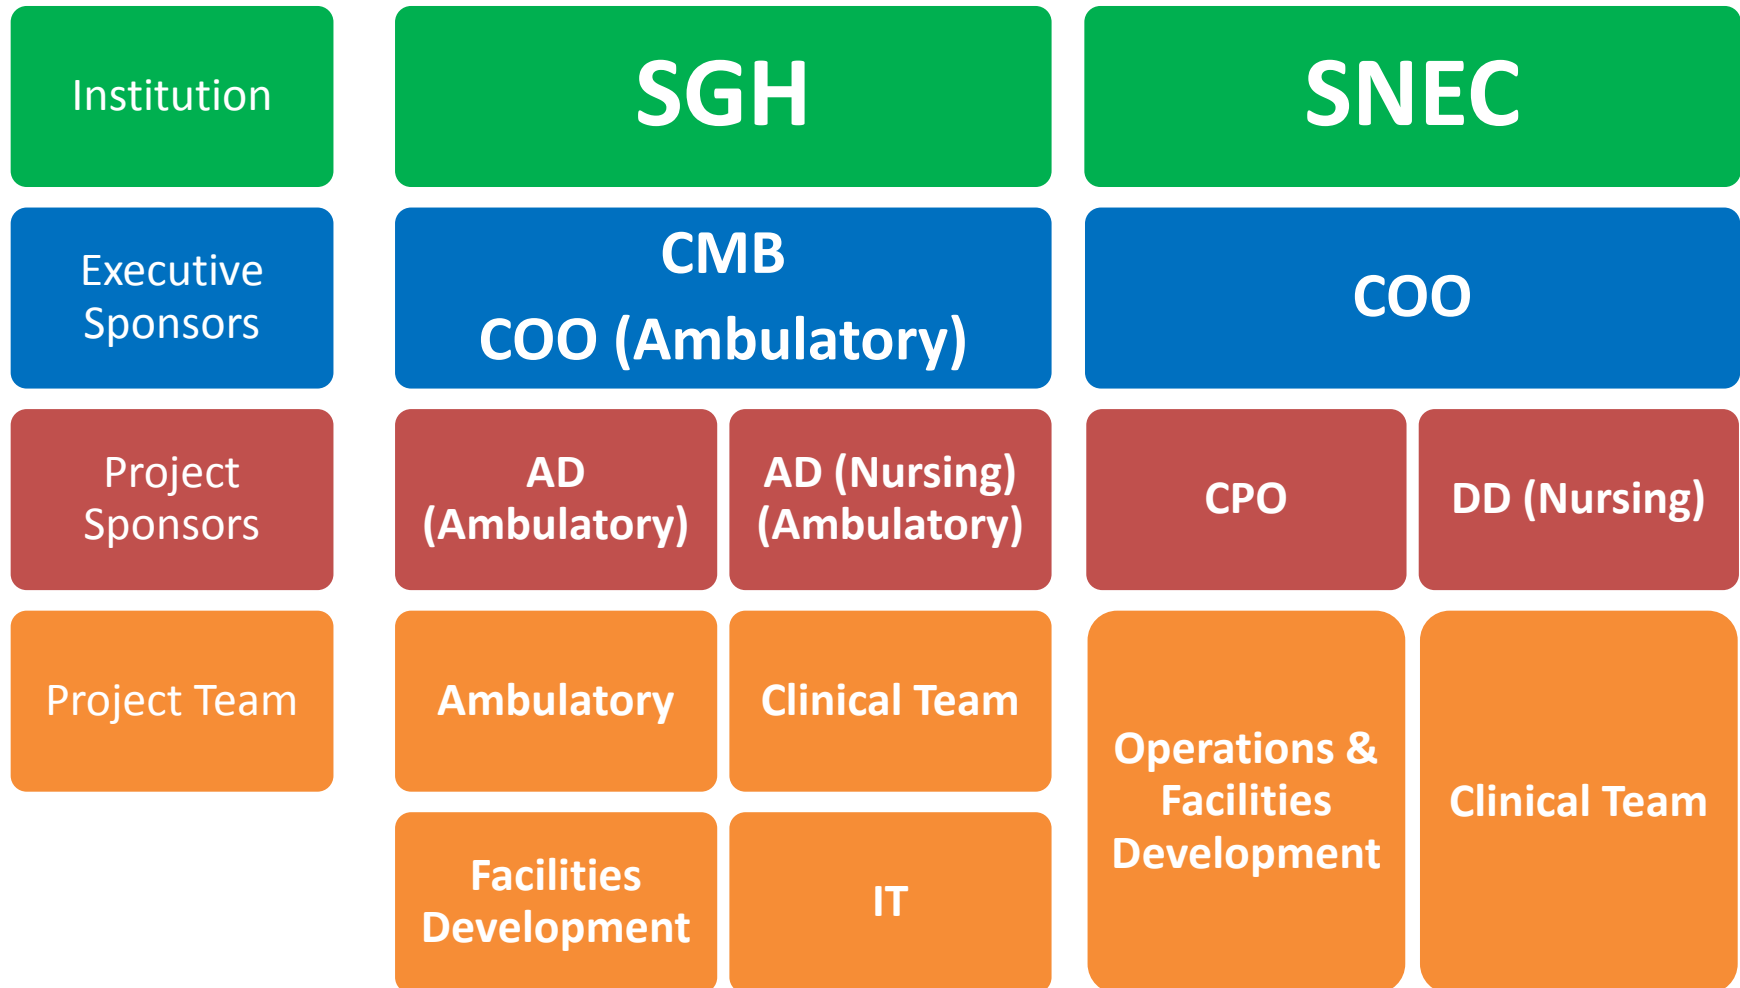 Institution
SGH
SNEC
Executive
Sponsors
CMB
COO (Ambulatory)
COO
Project
Sponsors
AD
(Ambulatory)
AD (Nursing)
(Ambulatory)
CPO
DD (Nursing)
Project Team
Ambulatory
Clinical Team
Operations &
Facilities
Development
Clinical Team
Facilities
Development
IT